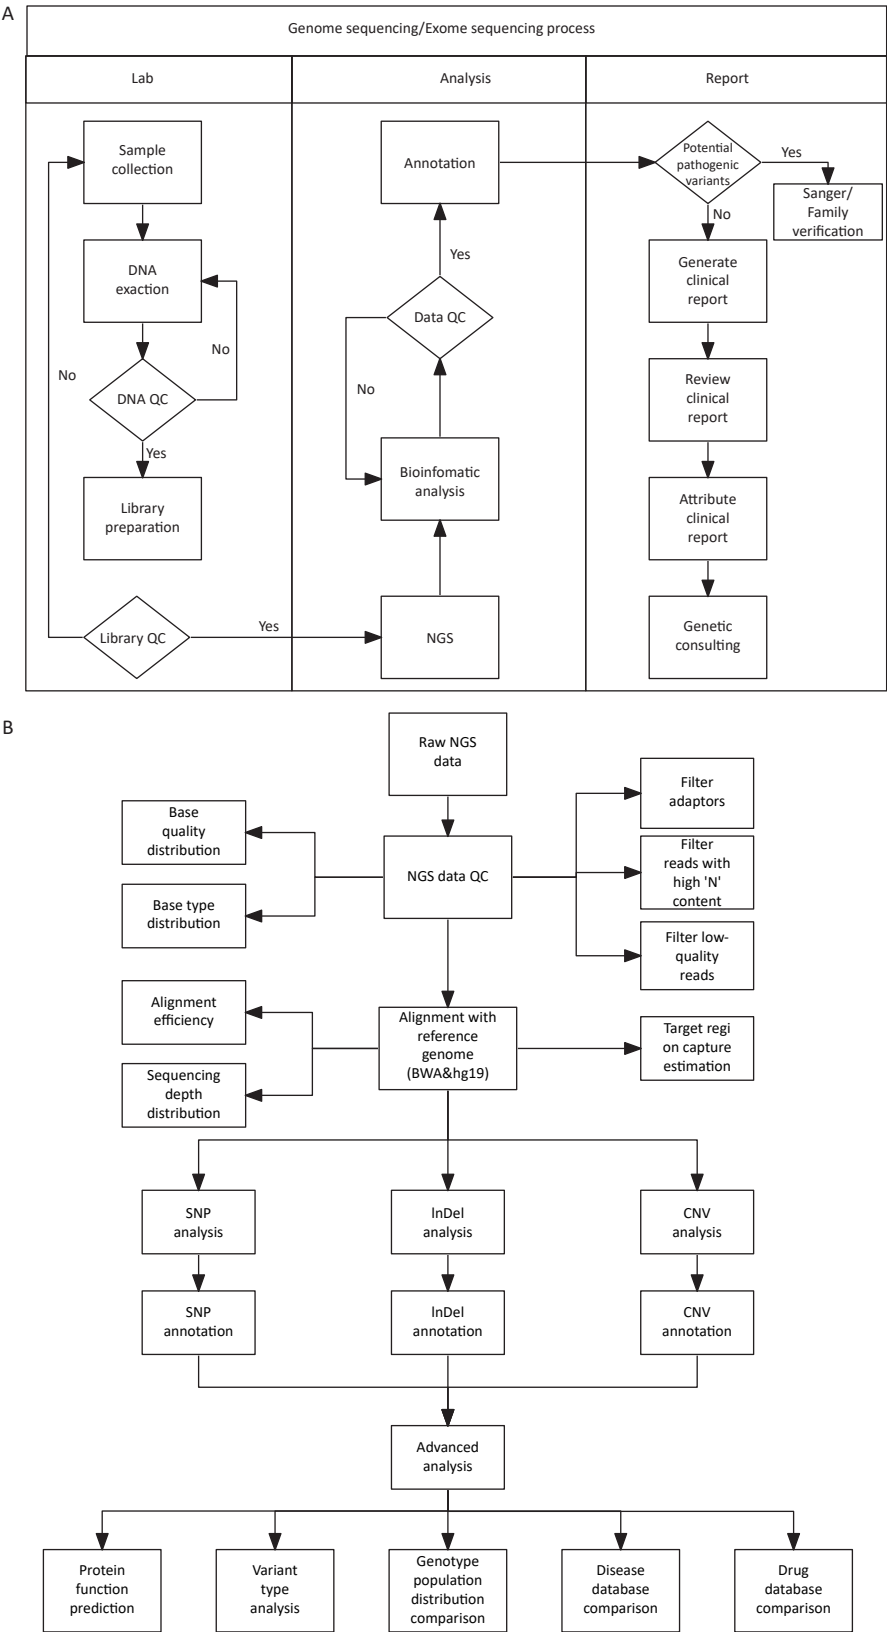 A
Genome sequencing/Exome sequencing process
Lab
Analysis
Report
Sample
collection
DNA
exaction
No
No
DNA QC
Yes
Library
preparation
Library QC
Yes
Annotation
Yes
Data QC
No
Bioinfomatic
analysis
NGS
Potential
pathogenic
variants
Yes
Sanger/
Family
verification
No
Generate
clinical
report
Review
clinical
report
Attribute
clinical
report
Genetic
consulting
B
Raw NGS
data
Base
quality
distribution
Base type
distribution
NGS data QC
Filter
adaptors
Filter
reads with
high 'N'
content
Filter low-
quality
reads
Alignment
efficiency
Sequencing
depth
distribution
Alignment with
reference
genome
(BWA&hg19)
Target regi
on capture
estimation
SNP
analysis
lnDel
analysis
CNV
analysis
SNP
annotation
lnDel
annotation
CNV
annotation
Advanced
analysis
Protein
function
prediction
Variant
type
analysis
Genotype
population
distribution
comparison
Disease
database
comparison
Drug
database
comparison